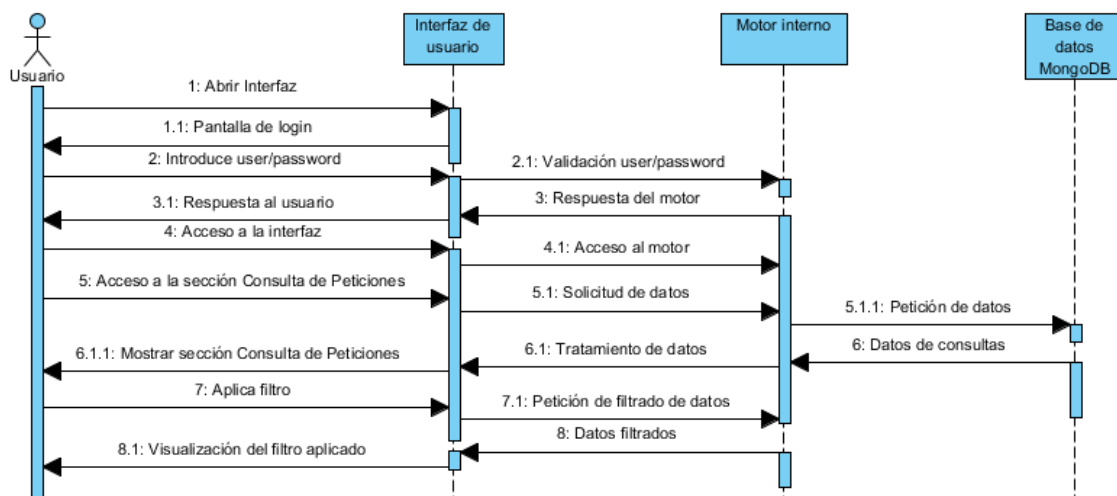 Usuario
Interfaz de
usuario
Motor interno
Base de
datos
MongoDB
1: Abrir Interfaz
1.1: Pantalla de login
2: Introduce user/password
2.1: Validación user/password
3: Respuesta del motor
3.1: Respuesta al usuario
4: Acceso a la interfaz
4.1: Acceso al motor
5: Acceso a la sección Consulta de Peticiones
5.1: Solicitud de datos
5.1.1: Petición de datos
6: Datos de consultas
6.1: Tratamiento de datos
6.1.1: Mostrar sección Consulta de Peticiones
7: Aplica filtro
7.1: Petición de filtrado de datos
8: Datos filtrados
8.1: Visualización del filtro aplicado